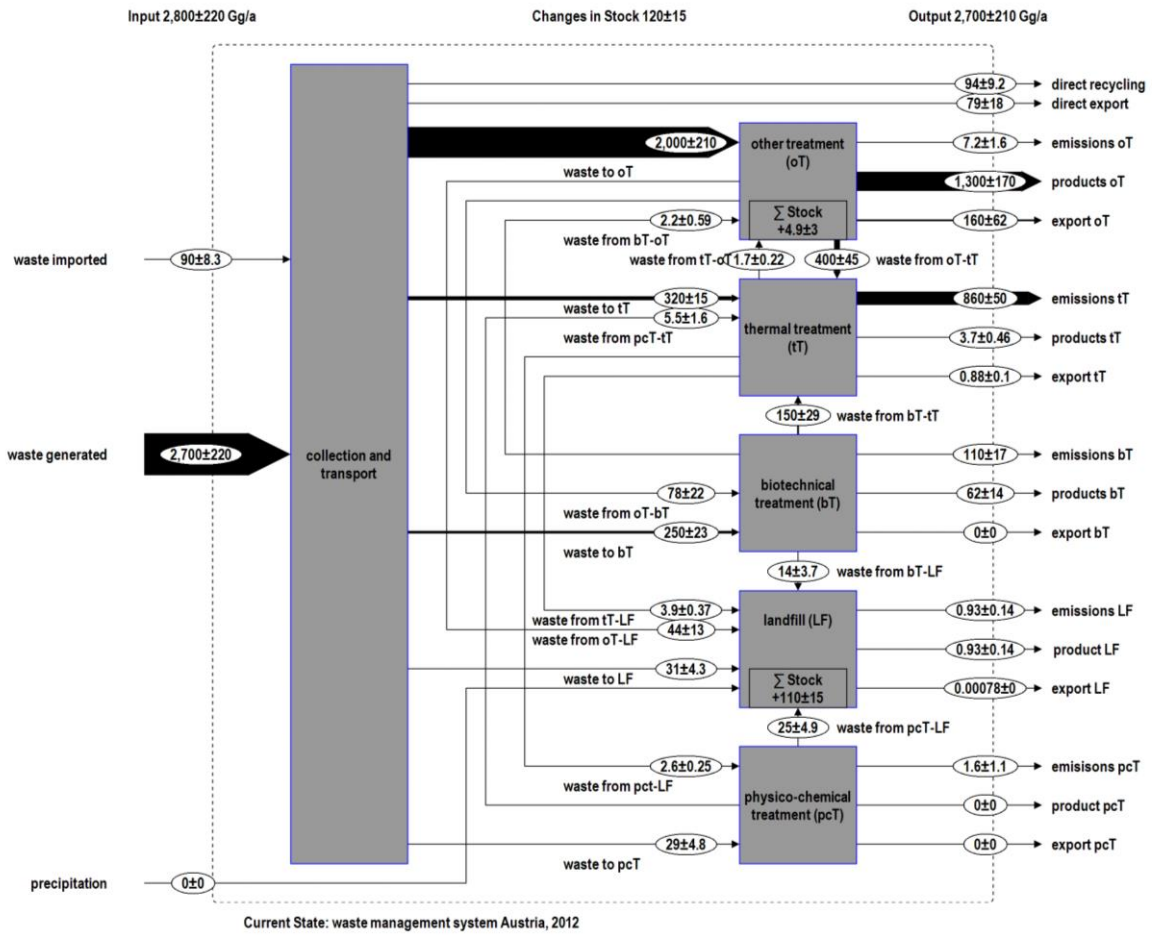 Input 2,800±220 Gg/a
Changes in Stock 120±15
Output 2,700±210 Gg/a
94±9.2
direct recycling
79±18
direct export
2,000±210
other treatment
(oT)
7.2±1.6
emissions oT
waste to oT
1,300±170
products oT
2.2±0.59
∑ Stock
+4.9±3
160±62
export oT
waste from bT-oT
waste imported
90±8.3
waste from tT-oT
1.7±0.22
400±45
waste from oT-tT
320±15
860±50
emissions tT
waste to tT
5.5±1.6
thermal treatment
(tT)
3.7±0.46
products tT
waste from pcT-tT
0.88±0.1
export tT
150±29
waste from bT-tT
waste generated
2,700±220
collection and
transport
110±17
emissions bT
78±22
biotechnical
treatment (bT)
62±14
products bT
waste from oT-bT
250±23
0±0
export bT
waste to bT
14±3.7
waste from bT-LF
3.9±0.37
0.93±0.14
emissions LF
waste from tT-LF
landfill (LF)
44±13
waste from oT-LF
0.93±0.14
product LF
31±4.3
waste to LF
∑ Stock
+110±15
0.00078±0
export LF
25±4.9
waste from pcT-LF
2.6±0.25
1.6±1.1
emisisons pcT
waste from pct-LF
physico-chemical
treatment (pcT)
0±0
product pcT
29±4.8
0±0
export pcT
waste to pcT
precipitation
0±0
Current State: waste management system Austria, 2012